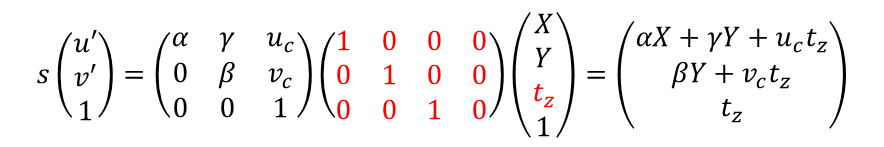 s(u′ v′ 1) = (α γ u_c 0 β v_c 0 0 1)(1 0 0 0 0 1 0 0 0 0 1 0)(X Y t_z 1) = (αX + γY + u_c t_z βY + v_c t_z t_z)